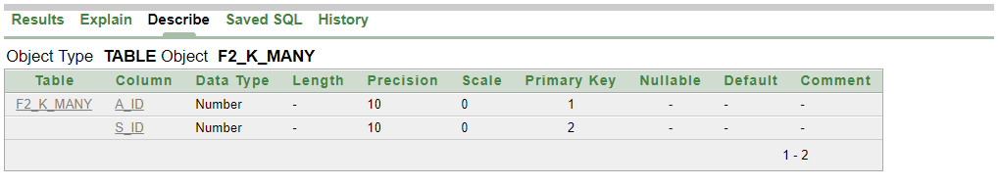 Results Explain Describe Saved SQL History
Object Type TABLE Object F2_K_MANY
Table Column Data Type Length Precision Scale Primary Key Nullable Default Comment
F2_K_MANY A_ID Number - 10 0 1 - - -
S_ID Number - 10 0 2 - - -
1 - 2